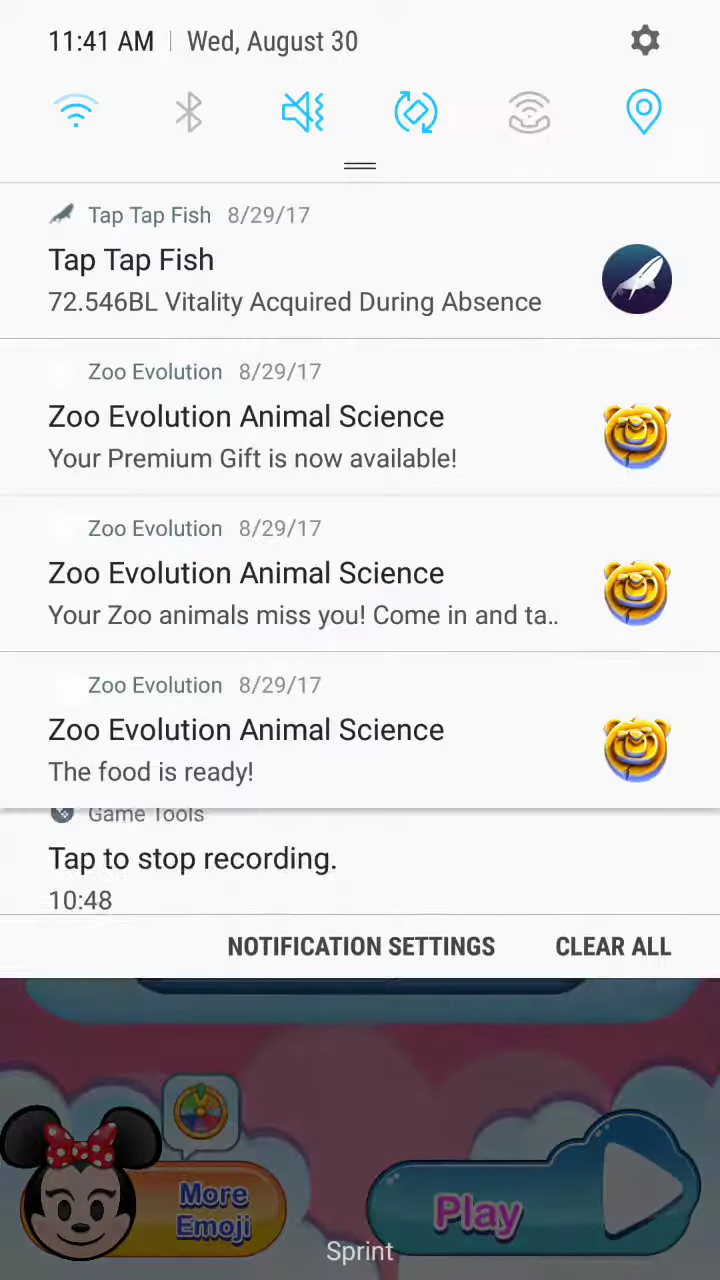 11:41 AM | Wed, August 30
Tap Tap Fish 8/29/17
Tap Tap Fish
72.546BL Vitality Acquired During Absence
Zoo Evolution 8/29/17
Zoo Evolution Animal Science
Your Premium Gift is now available!
Zoo Evolution 8/29/17
Zoo Evolution Animal Science
Your Zoo animals miss you! Come in and ta..
Zoo Evolution 8/29/17
Zoo Evolution Animal Science
The food is ready!
Game Tools
Tap to stop recording.
10:48
NOTIFICATION SETTINGS CLEAR ALL
More
Emoji
Play
Sprint